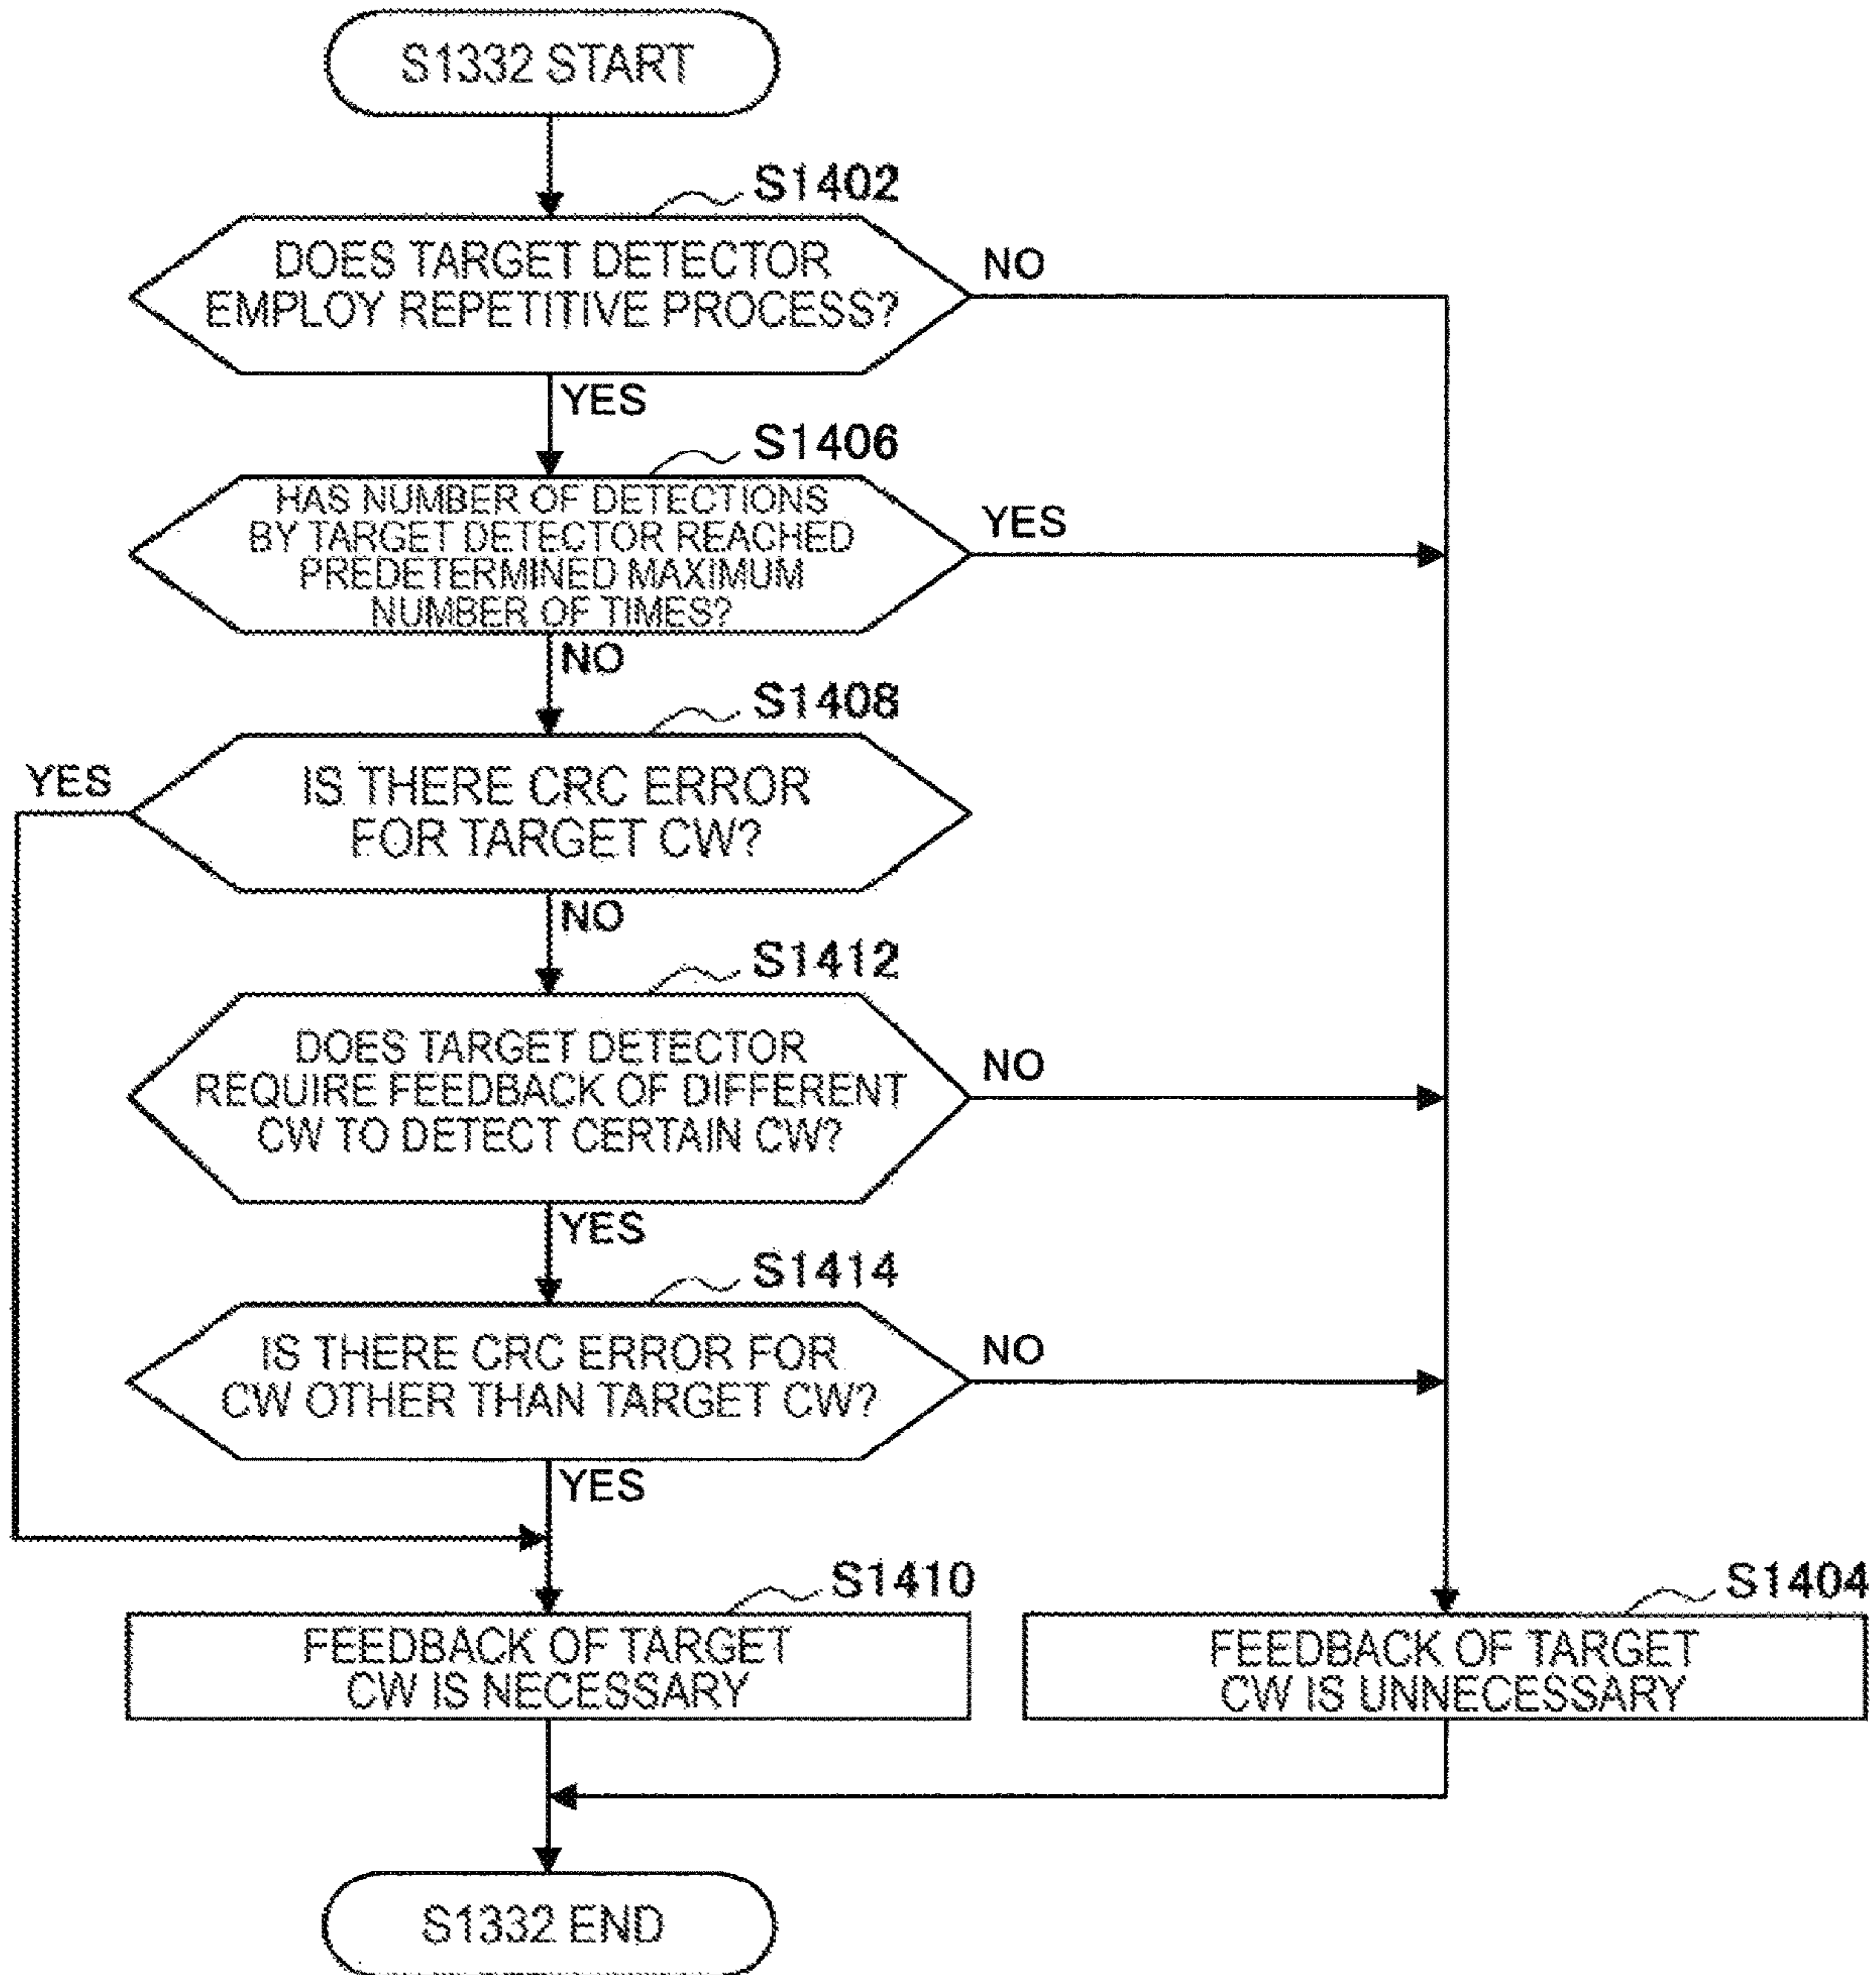 S1332 START
S1402
DOES TARGET DETECTOR
EMPLOY REPETITIVE PROCESS?
NO
YES
S1406
HAS NUMBER OF DETECTIONS
BY TARGET DETECTOR REACHED
PREDETERMINED MAXIMUM
NUMBER OF TIMES?
YES
NO
S1408
YES
IS THERE CRC ERROR
FOR TARGET CW?
NO
S1412
DOES TARGET DETECTOR
REQUIRE FEEDBACK OF DIFFERENT
CW TO DETECT CERTAIN CW?
NO
YES
S1414
IS THERE CRC ERROR FOR
CW OTHER THAN TARGET CW?
NO
YES
S1410
FEEDBACK OF TARGET
CW IS NECESSARY
S1404
FEEDBACK OF TARGET
CW IS UNNECESSARY
S1332 END